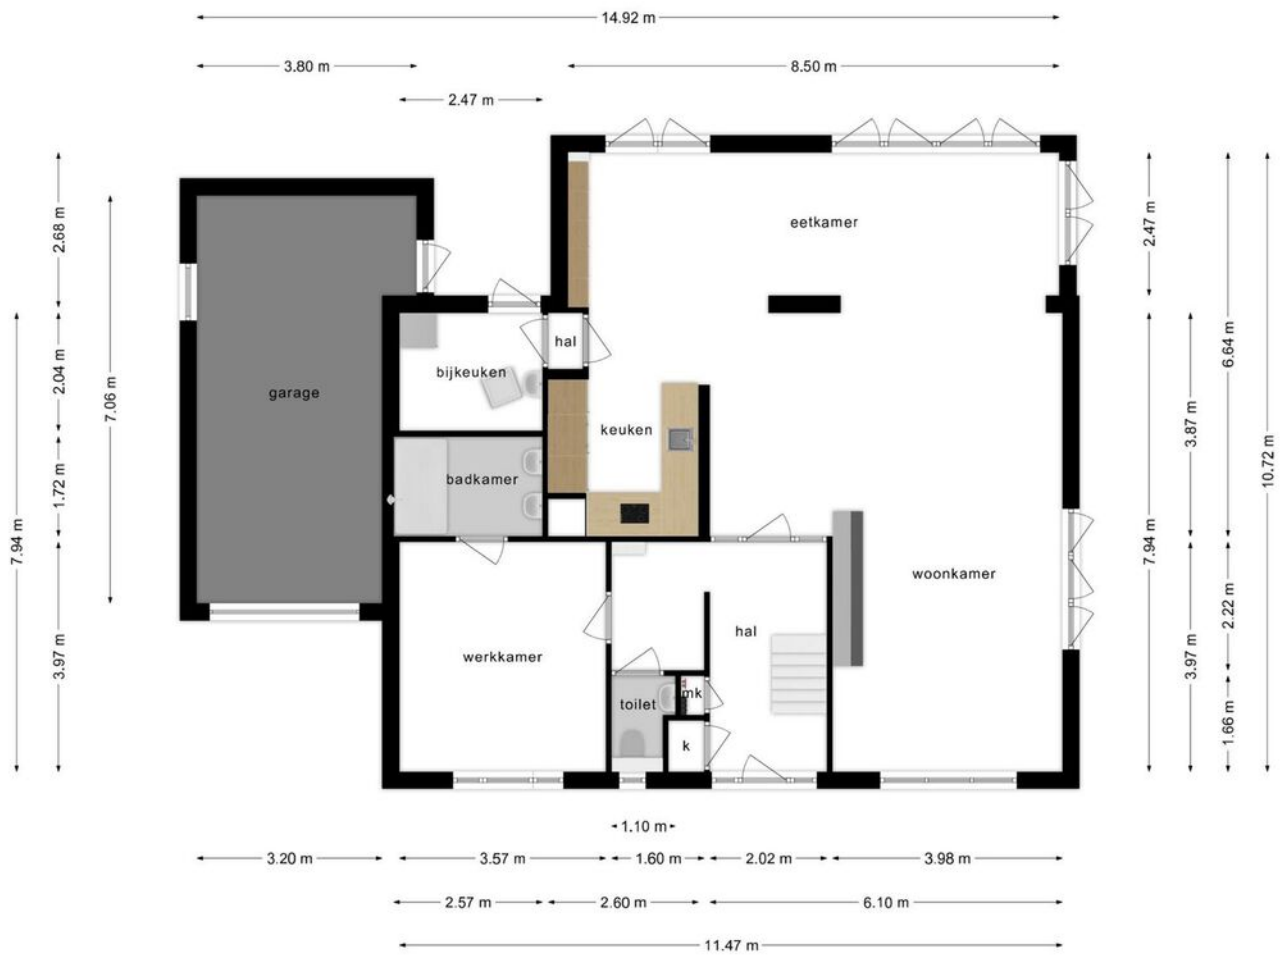 14.92 m
3.80 m
8.50 m
2.47 m
eetkamer
2.68 m
2.47 m
hal
bijkeuken
2.04 m
6.64 m
garage
7.06 m
keuken
3.87 m
10.72 m
badkamer
1.72 m
7.94 m
7.94 m
woonkamer
2.22 m
hal
werkkamer
3.97 m
3.97 m
toilet
mk
1.66 m
k
1.10 m
3.20 m
3.57 m
1.60 m
2.02 m
3.98 m
2.57 m
2.60 m
6.10 m
11.47 m